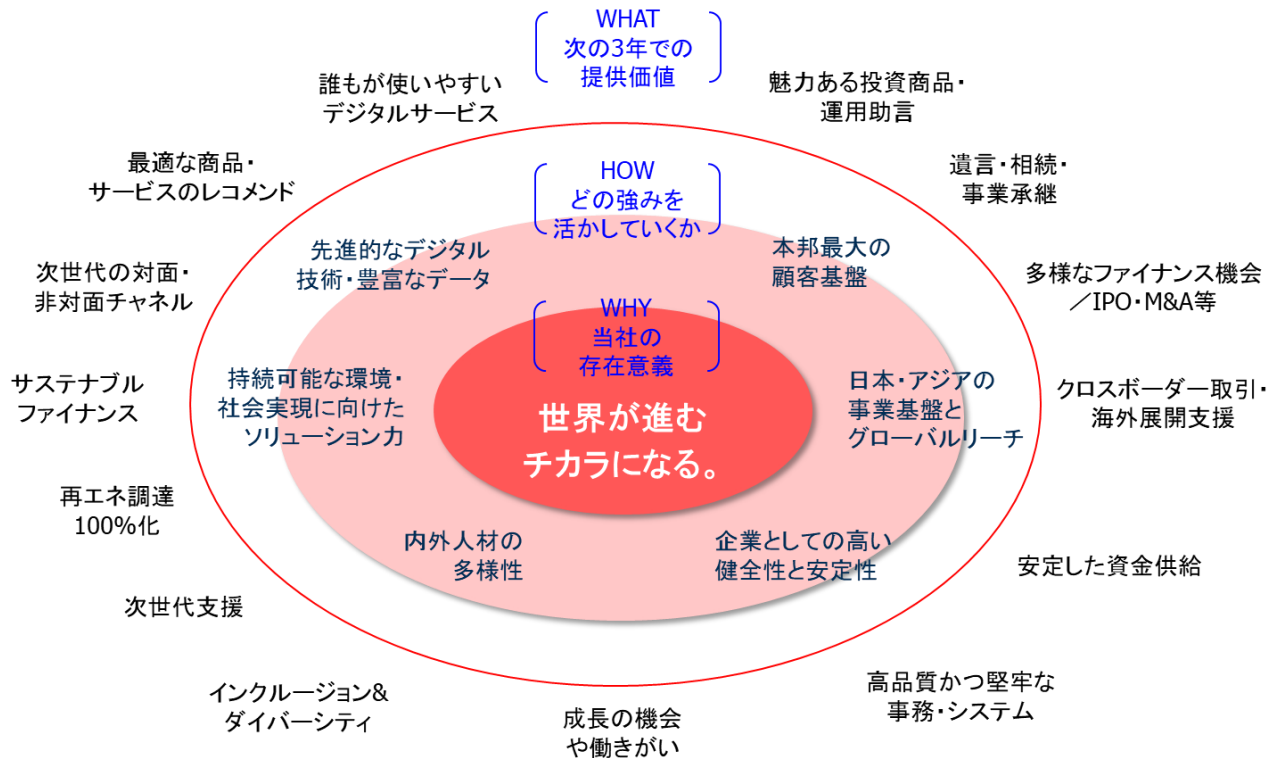 WHAT
次の3年での
提供価値
誰もが使いやすい
デジタルサービス
魅力ある投資商品・
運用助言
最適な商品・
サービスのレコメンド
遺言・相続・
事業承継
次世代の対面・
非対面チャネル
多様なファイナンス機会
／IPO・M&A等
サステナブル
ファイナンス
クロスボーダー取引・
海外展開支援
再エネ調達
100%化
安定した資金供給
次世代支援
高品質かつ堅牢な
事務・システム
インクルージョン&
ダイバーシティ
成長の機会
や働きがい
HOW
どの強みを
活かしていくか
先進的なデジタル
技術・豊富なデータ
本邦最大の
顧客基盤
持続可能な環境・
社会実現に向けた
ソリューション力
日本・アジアの
事業基盤と
グローバルリーチ
内外人材の
多様性
企業としての高い
健全性と安定性
WHY
当社の
存在意義
世界が進む
チカラになる。